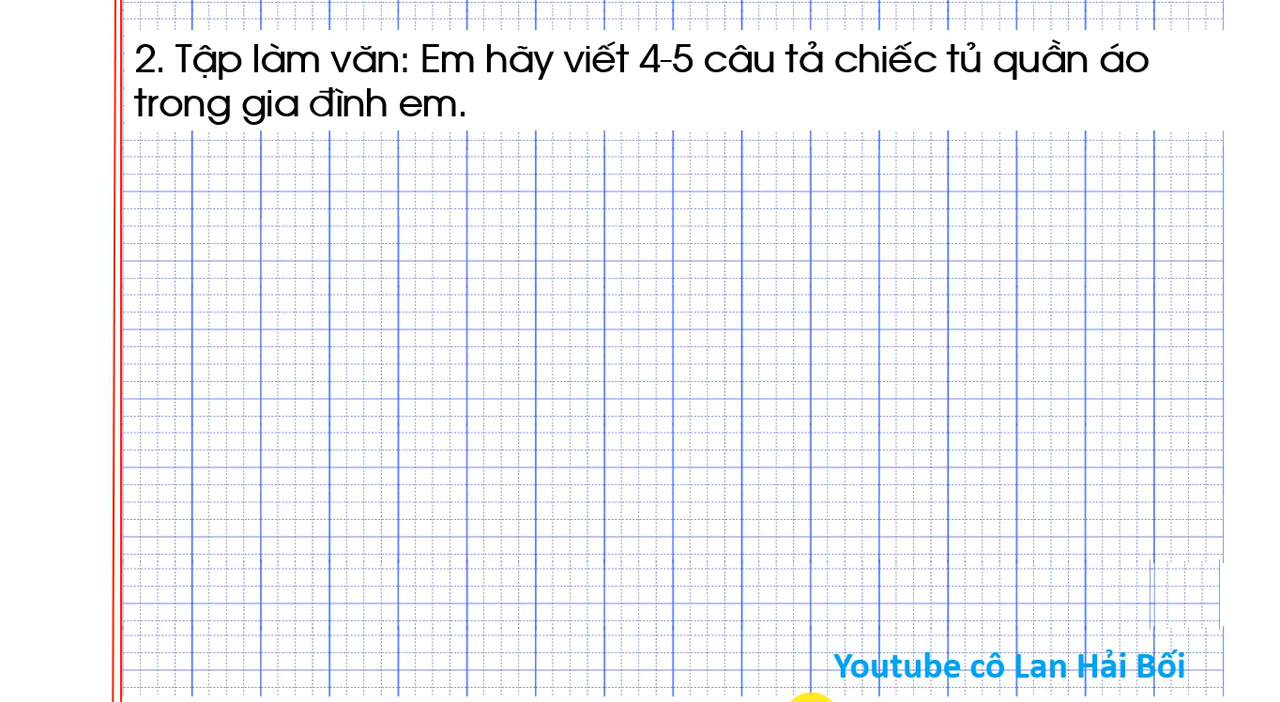 2. Tập làm văn: Em hãy viết 4-5 câu tả chiếc tủ quần áo
trong gia đình em.
Youtube cô Lan Hải Bối